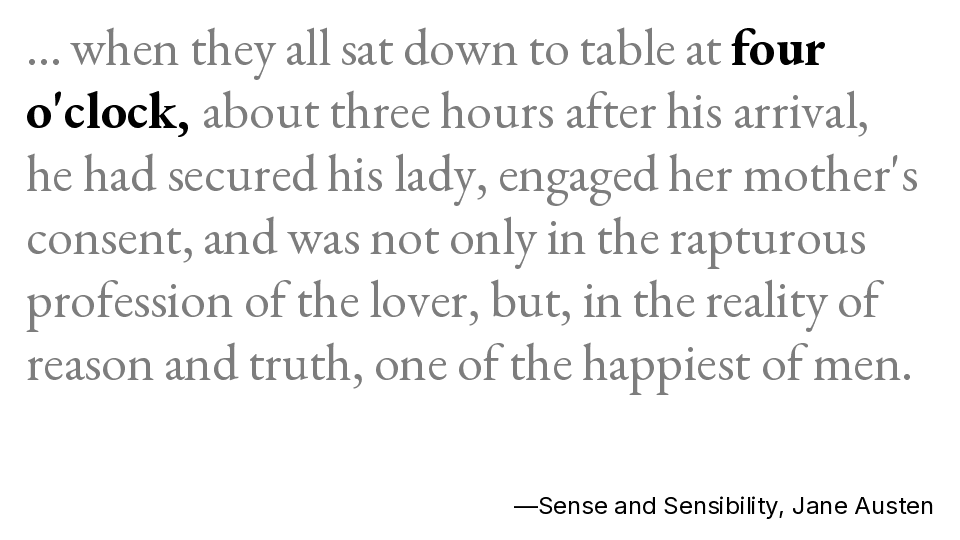 ... when they all sat down to table at four
o'clock, about three hours after his arrival,
he had secured his lady, engaged her mother's
consent, and was not only in the rapturous
profession of the lover, but, in the reality of
reason and truth, one of the happiest of men.
—Sense and Sensibility, Jane Austen